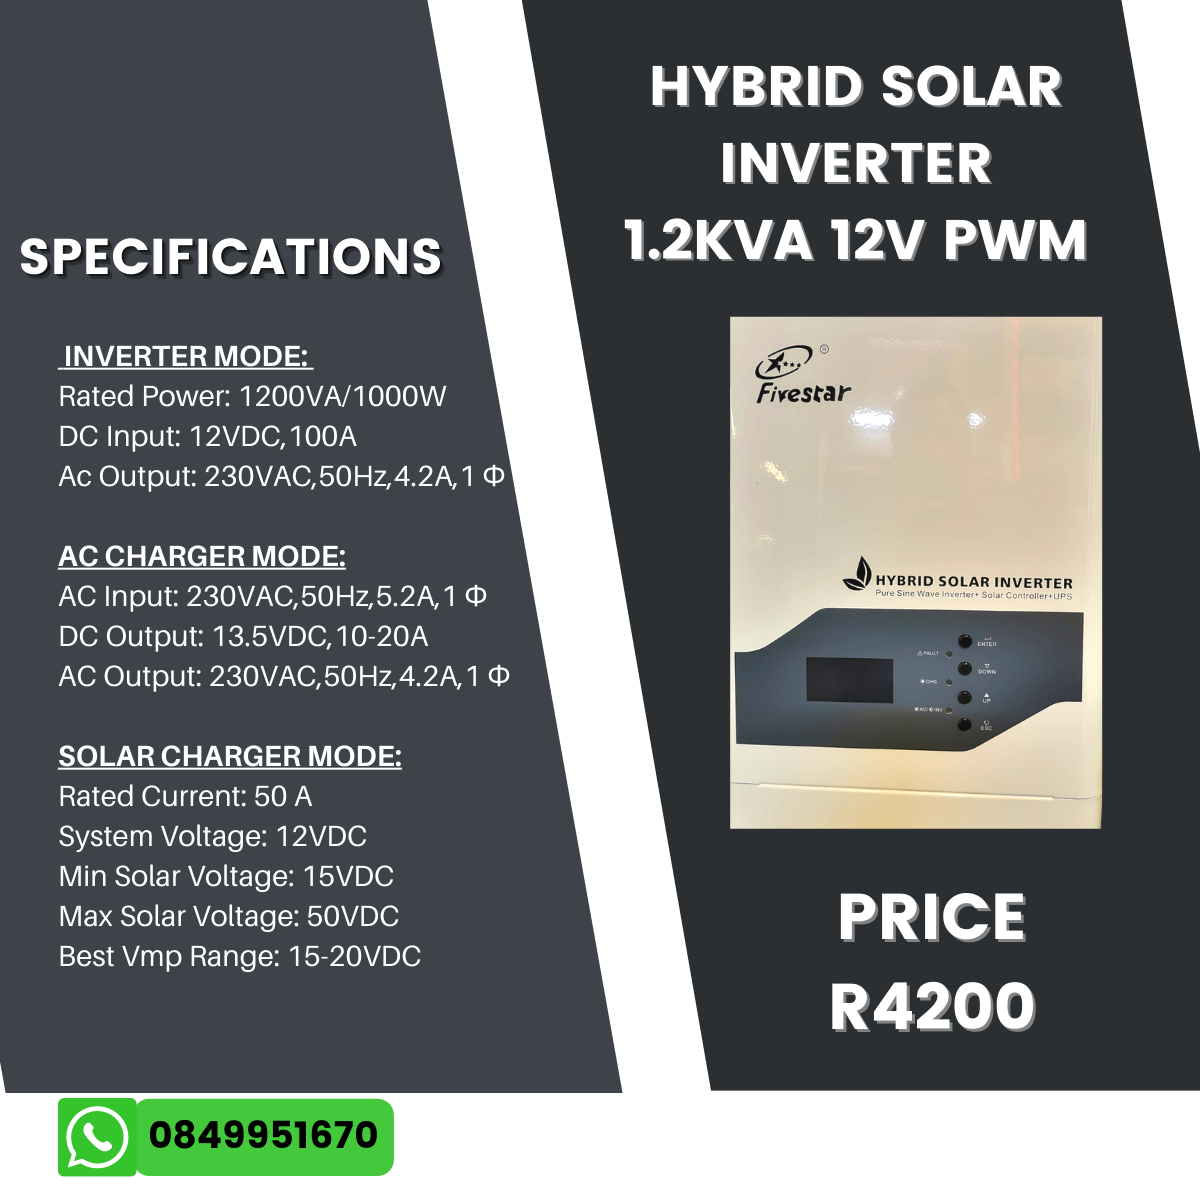 SPECIFICATIONS
INVERTER MODE:
Rated Power: 1200VA/1000W
DC Input: 12VDC,100A
Ac Output: 230VAC,50Hz,4.2A,1 Φ
AC CHARGER MODE:
AC Input: 230VAC,50Hz,5.2A,1 Φ
DC Output: 13.5VDC,10-20A
AC Output: 230VAC,50Hz,4.2A,1 Φ
SOLAR CHARGER MODE:
Rated Current: 50 A
System Voltage: 12VDC
Min Solar Voltage: 15VDC
Max Solar Voltage: 50VDC
Best Vmp Range: 15-20VDC
0849951670
HYBRID SOLAR
INVERTER
1.2KVA 12V PWM
®
Fivestar
HYBRID SOLAR INVERTER
Pure Sine Wave Inverter+ Solar Controller+UPS
ENTER
FAULT
DOWN
CHG
UP
AC/INV
ESC
PRICE
R4200